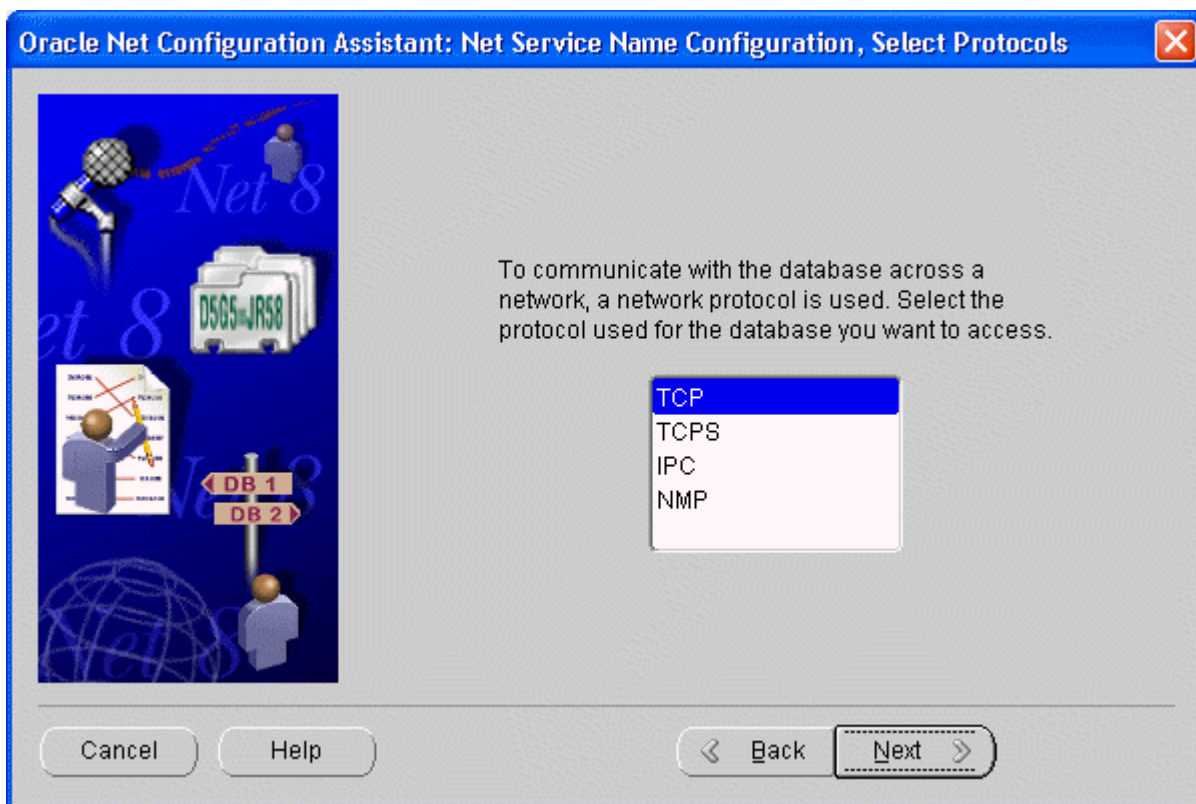 Oracle Net Configuration Assistant: Net Service Name Configuration, Select Protocols
Net 8
D5G5
JR58
et 8
DB 1
DB 2
Net 8
To communicate with the database across a
network, a network protocol is used. Select the
protocol used for the database you want to access.
TCP
TCPS
IPC
NMP
Cancel
Help
Back
Next